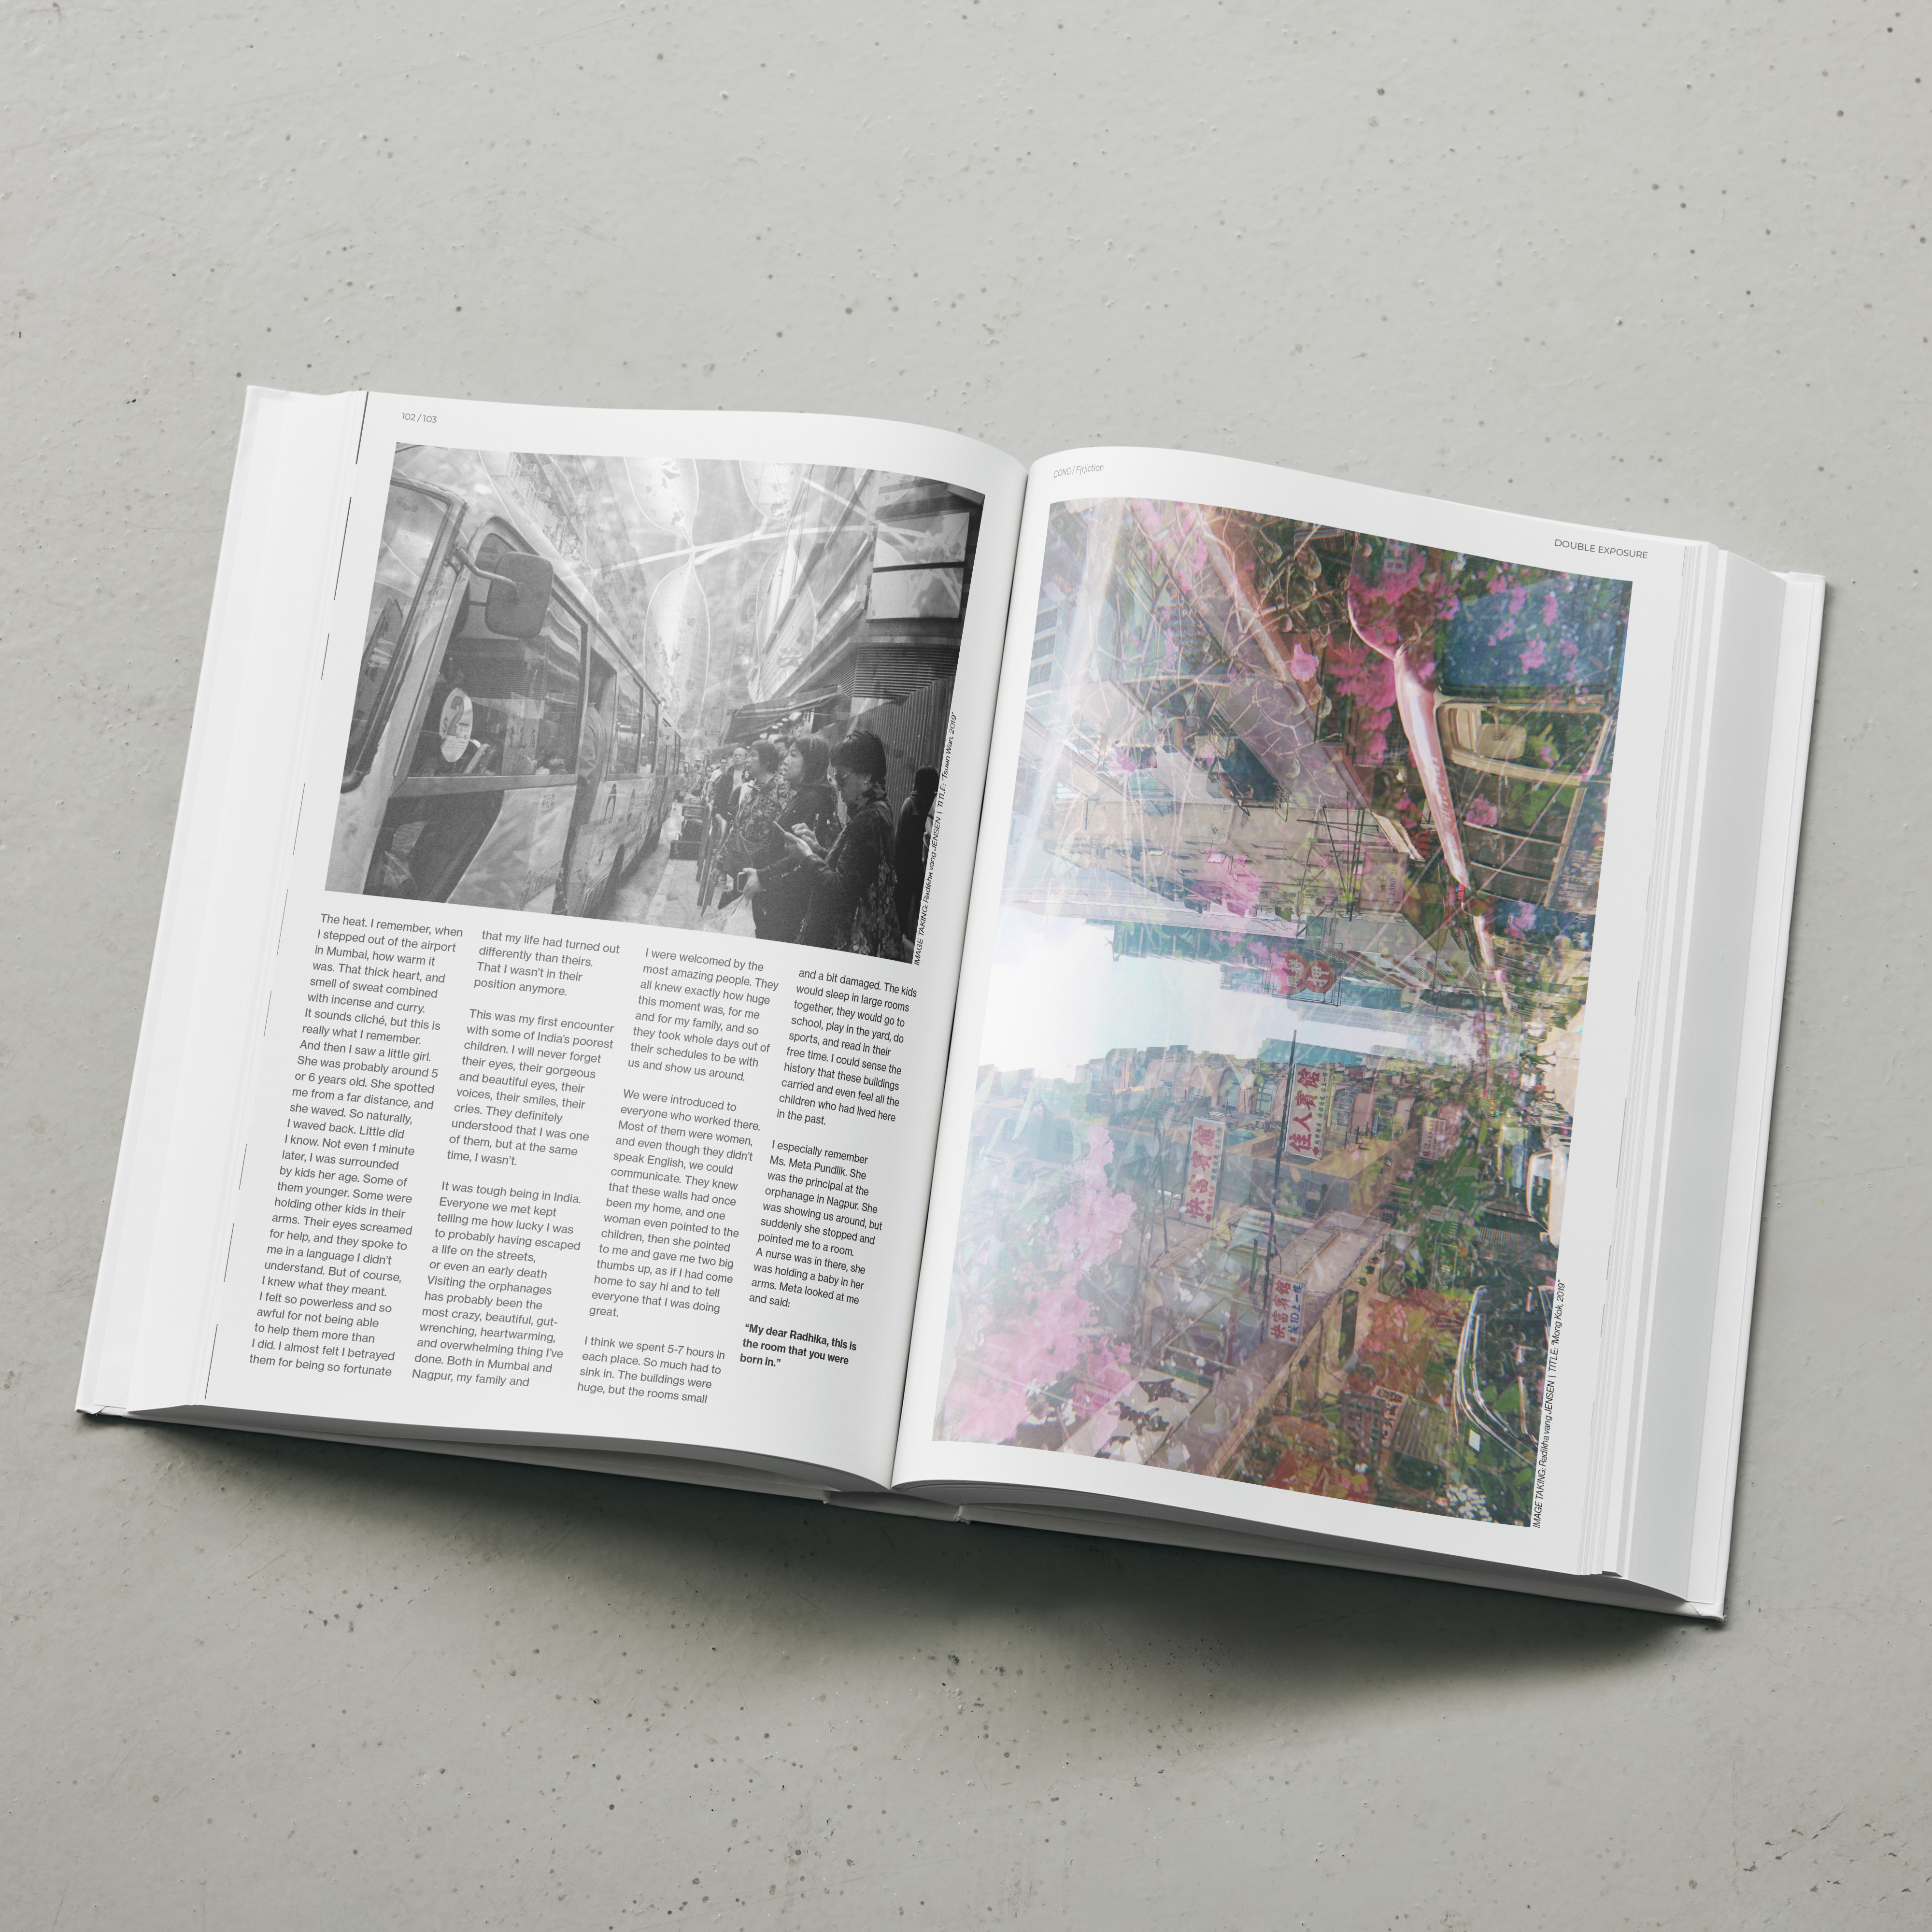 102 / 103
IMAGE TAKING: Radikha vang JENSEN | TITLE: "Tsuen Wan, 2019"
The heat. I remember, when
I stepped out of the airport
in Mumbai, how warm it
was. That thick heart, and
smell of sweat combined
with incense and curry.
It sounds cliché, but this is
really what I remember.
And then I saw a little girl.
She was probably around 5
or 6 years old. She spotted
me from a far distance, and
she waved. So naturally,
I waved back. Little did
I know. Not even 1 minute
later, I was surrounded
by kids her age. Some of
them younger. Some were
holding other kids in their
arms. Their eyes screamed
for help, and they spoke to
me in a language I didn't
understand. But of course,
I knew what they meant.
I felt so powerless and so
awful for not being able
to help them more than
I did. I almost felt I betrayed
them for being so fortunate
that my life had turned out
differently than theirs.
That I wasn't in their
position anymore.
This was my first encounter
with some of India's poorest
children. I will never forget
their eyes, their gorgeous
and beautiful eyes, their
voices, their smiles, their
cries. They definitely
understood that I was one
of them, but at the same
time, I wasn't.
It was tough being in India.
Everyone we met kept
telling me how lucky I was
to probably having escaped
a life on the streets,
or even an early death
Visiting the orphanages
has probably been the
most crazy, beautiful, gut-
wrenching, heartwarming,
and overwhelming thing I've
done. Both in Mumbai and
Nagpur, my family and
I were welcomed by the
most amazing people. They
all knew exactly how huge
this moment was, for me
and for my family, and so
they took whole days out of
their schedules to be with
us and show us around.
We were introduced to
everyone who worked there.
Most of them were women,
and even though they didn't
speak English, we could
communicate. They knew
that these walls had once
been my home, and one
woman even pointed to the
children, then she pointed
to me and gave me two big
thumbs up, as if I had come
home to say hi and to tell
everyone that I was doing
great.
I think we spent 5-7 hours in
each place. So much had to
sink in. The buildings were
huge, but the rooms small
and a bit damaged. The kids
would sleep in large rooms
together, they would go to
school, play in the yard, do
sports, and read in their
free time. I could sense the
history that these buildings
carried and even feel all the
children who had lived here
in the past.
I especially remember
Ms. Meta Pundlik. She
was the principal at the
orphanage in Nagpur. She
was showing us around, but
suddenly she stopped and
pointed me to a room.
A nurse was in there, she
was holding a baby in her
arms. Meta looked at me
and said:
"My dear Radhika, this is
the room that you were
born in."
GONG / F(r)iction
DOUBLE EXPOSURE
佳人賓館
快富賓館
快富賓館
IMAGE TAKING: Radikha vang JENSEN | TITLE: "Mong Kok, 2019"